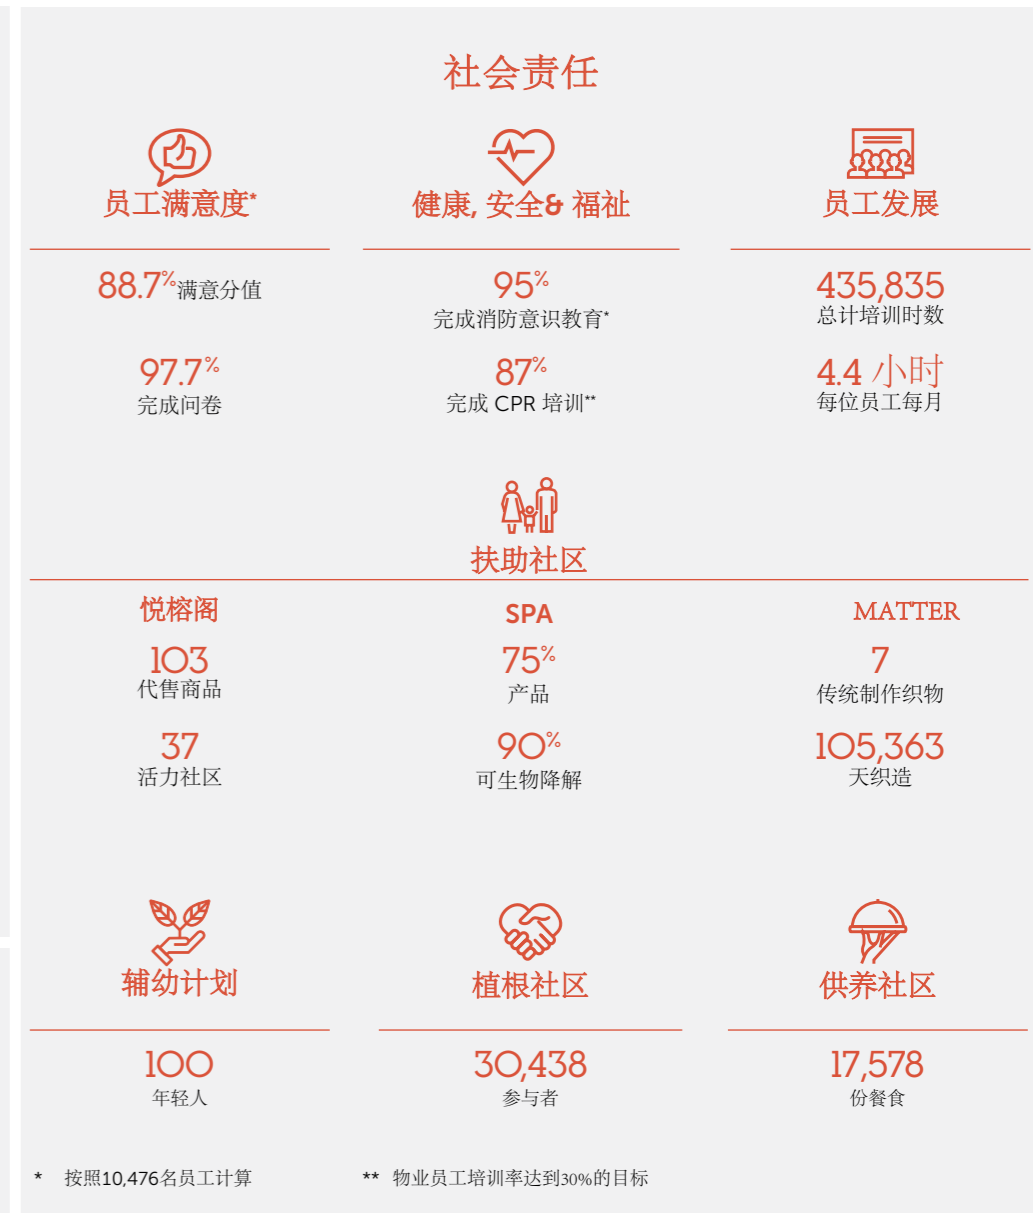 社会责任
员工满意度*
健康, 安全& 福祉
员工发展
88.7%满意分值
95%
完成消防意识教育*
435,835
总计培训时数
97.7%
完成问卷
87%
完成 CPR 培训**
4.4 小时
每位员工每月
扶助社区
悦榕阁
SPA
MATTER
103
代售商品
75%
产品
7
传统制作织物
37
活力社区
90%
可生物降解
105,363
天织造
辅幼计划
植根社区
供养社区
100
年轻人
30,438
参与者
17,578
份餐食
* 按照10,476名员工计算
** 物业员工培训率达到30%的目标